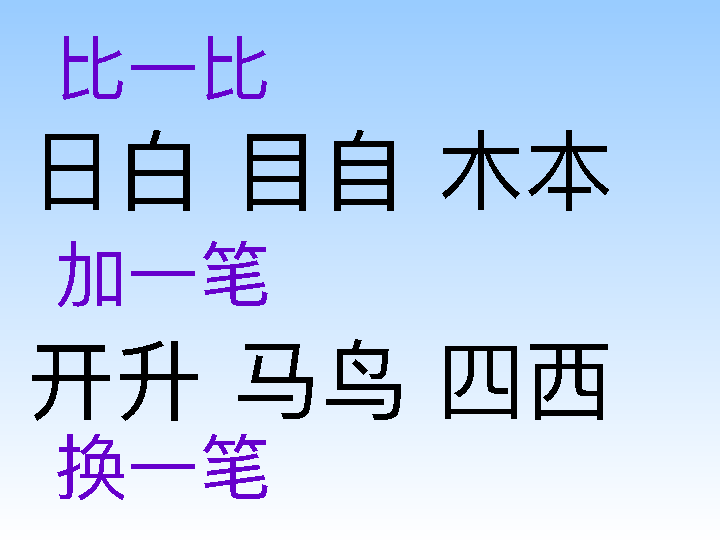 比一比
日白 目自 木本
加一笔
开升 马鸟 四西
换一笔